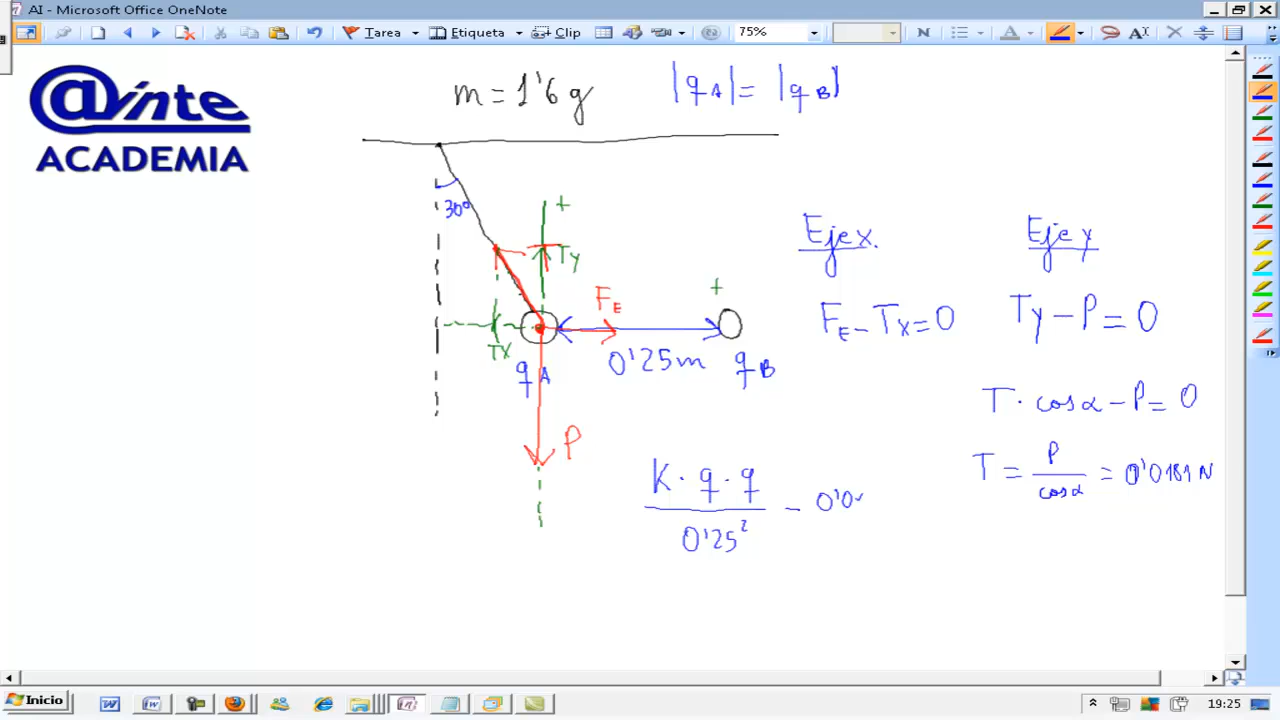 AI - Microsoft Office OneNote
Tarea
Etiqueta
Clip
75%
N
A
@inte
ACADEMIA
m = 1'6 g
|qA| = |qB|
30º
+
Ty
Tx
FE
+
0'25 m
qA
qB
P
Eje x.
FE - Tx = 0
Eje y
Ty - P = 0
T · cos α - P = 0
T = P / cos α = 0'0181 N
K · q · q / 0'25² - 0'0
Inicio
19:25